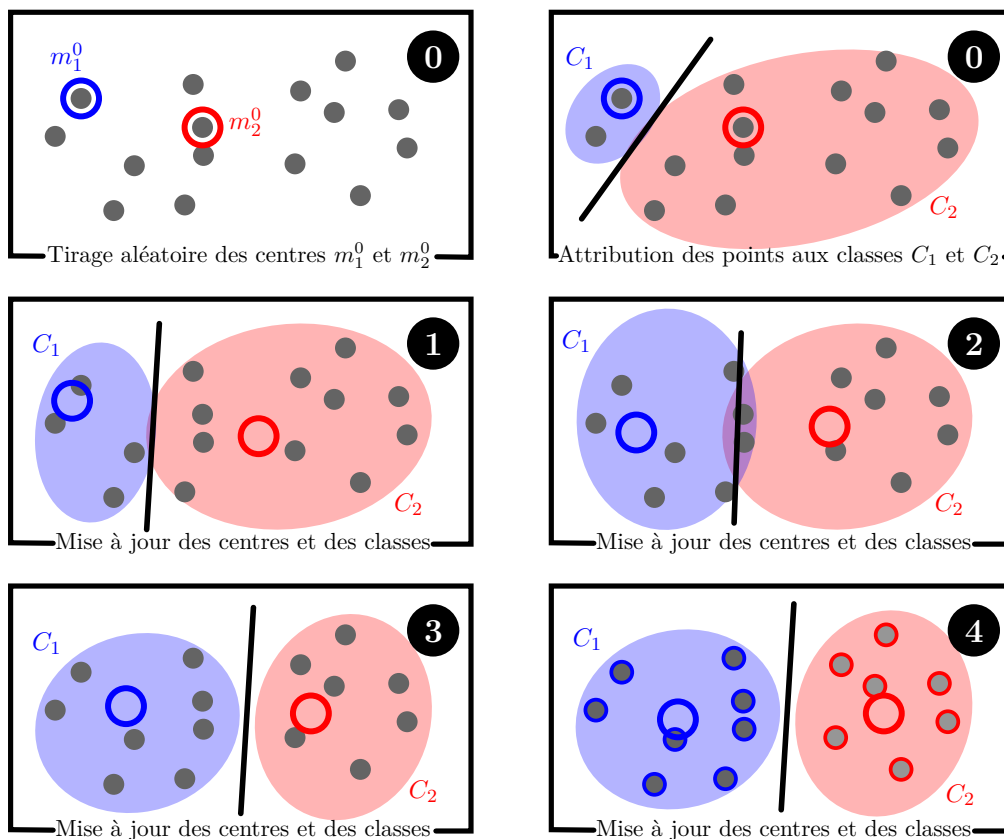 0
m_1^0
m_2^0
Tirage aléatoire des centres m_1^0 et m_2^0
0
C_1
C_2
Attribution des points aux classes C_1 et C_2
1
C_1
C_2
Mise à jour des centres et des classes
2
C_1
C_2
Mise à jour des centres et des classes
3
C_1
C_2
Mise à jour des centres et des classes
4
C_1
C_2
Mise à jour des centres et des classes